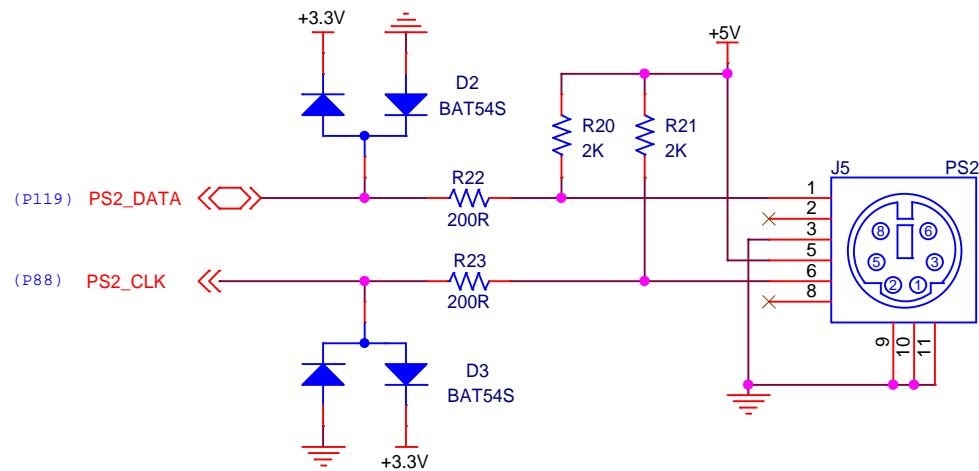 +3.3V
+5V
D2
BAT54S
R20
2K
R21
2K
J5
PS2
(P119)
PS2_DATA
R22
200R
1
2
3
5
6
8
8
6
5
3
2
1
(P88)
PS2_CLK
R23
200R
9
10
11
D3
BAT54S
+3.3V